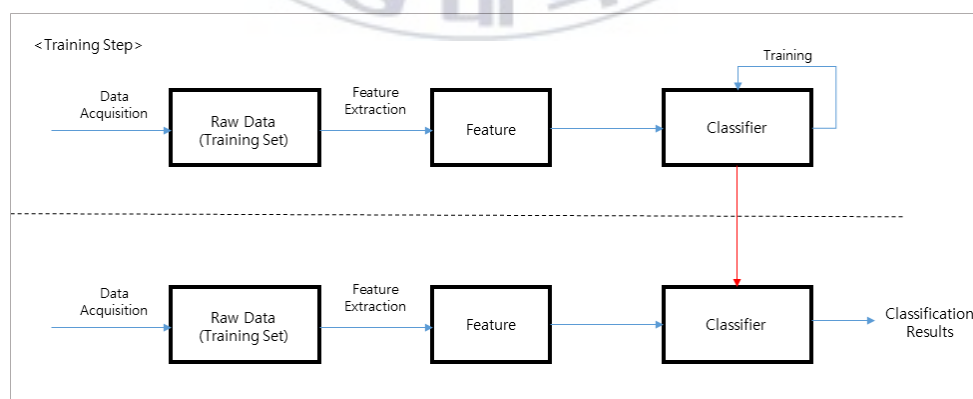 <Training Step>
Training
Data
Acquisition
Raw Data
(Training Set)
Feature
Extraction
Feature
Classifier
Data
Acquisition
Raw Data
(Training Set)
Feature
Extraction
Feature
Classifier
Classification
Results